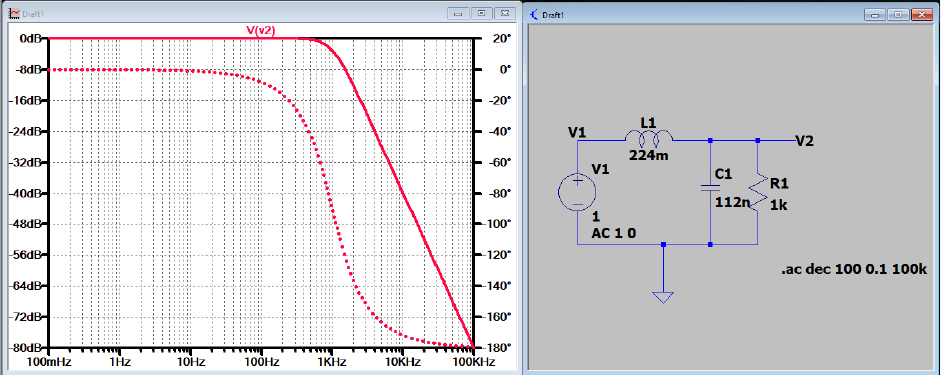 Draft1
V(v2)
0dB 20°
-8dB 0°
-16dB -20°
-24dB -40°
-32dB -60°
-40dB -80°
-48dB -100°
-56dB -120°
-64dB -140°
-72dB -160°
-80dB -180°
100mHz 1Hz 10Hz 100Hz 1KHz 10KHz 100KHz
Draft1
L1
V1 V2
224m
V1
C1
R1
112n
1k
1
AC 1 0
.ac dec 100 0.1 100k